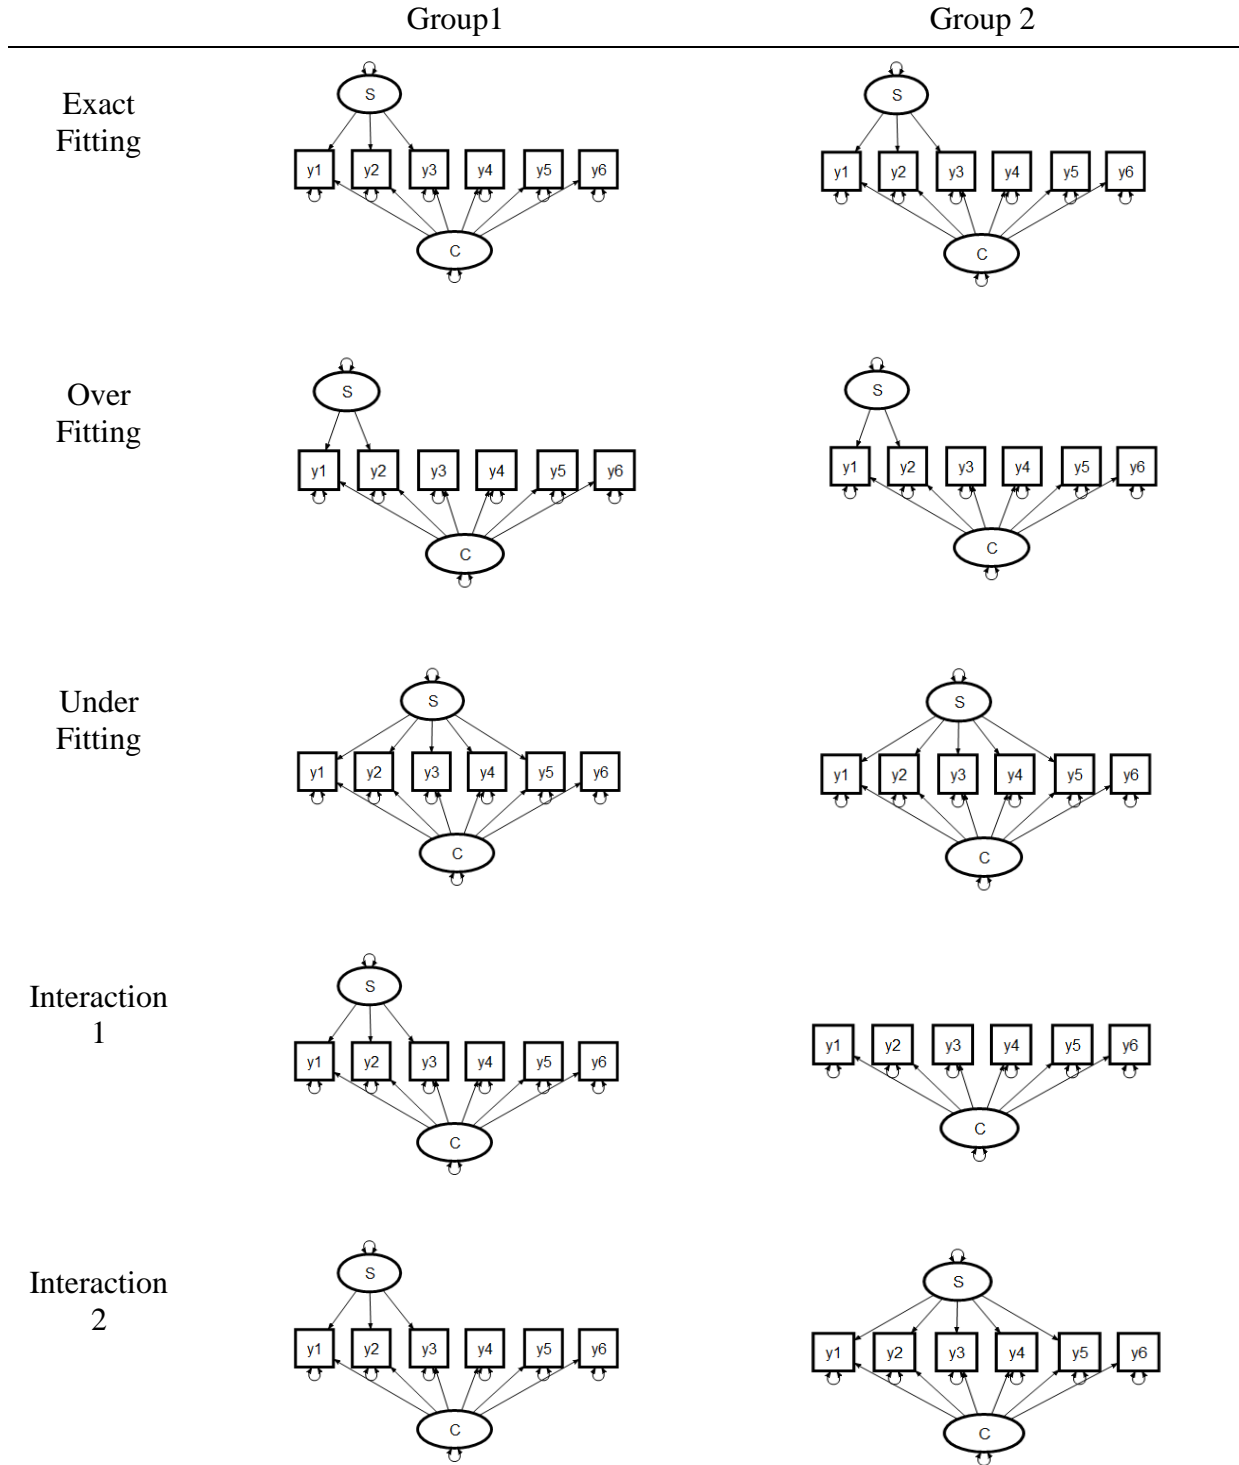 Group1 Group 2
Exact
Fitting
S S
y1 y2 y3 y4 y5 y6 y1 y2 y3 y4 y5 y6
C C
Over
Fitting
S S
y1 y2 y3 y4 y5 y6 y1 y2 y3 y4 y5 y6
C C
Under
Fitting
S S
y1 y2 y3 y4 y5 y6 y1 y2 y3 y4 y5 y6
C C
Interaction
1
S
y1 y2 y3 y4 y5 y6 y1 y2 y3 y4 y5 y6
C C
Interaction
2
S S
y1 y2 y3 y4 y5 y6 y1 y2 y3 y4 y5 y6
C C